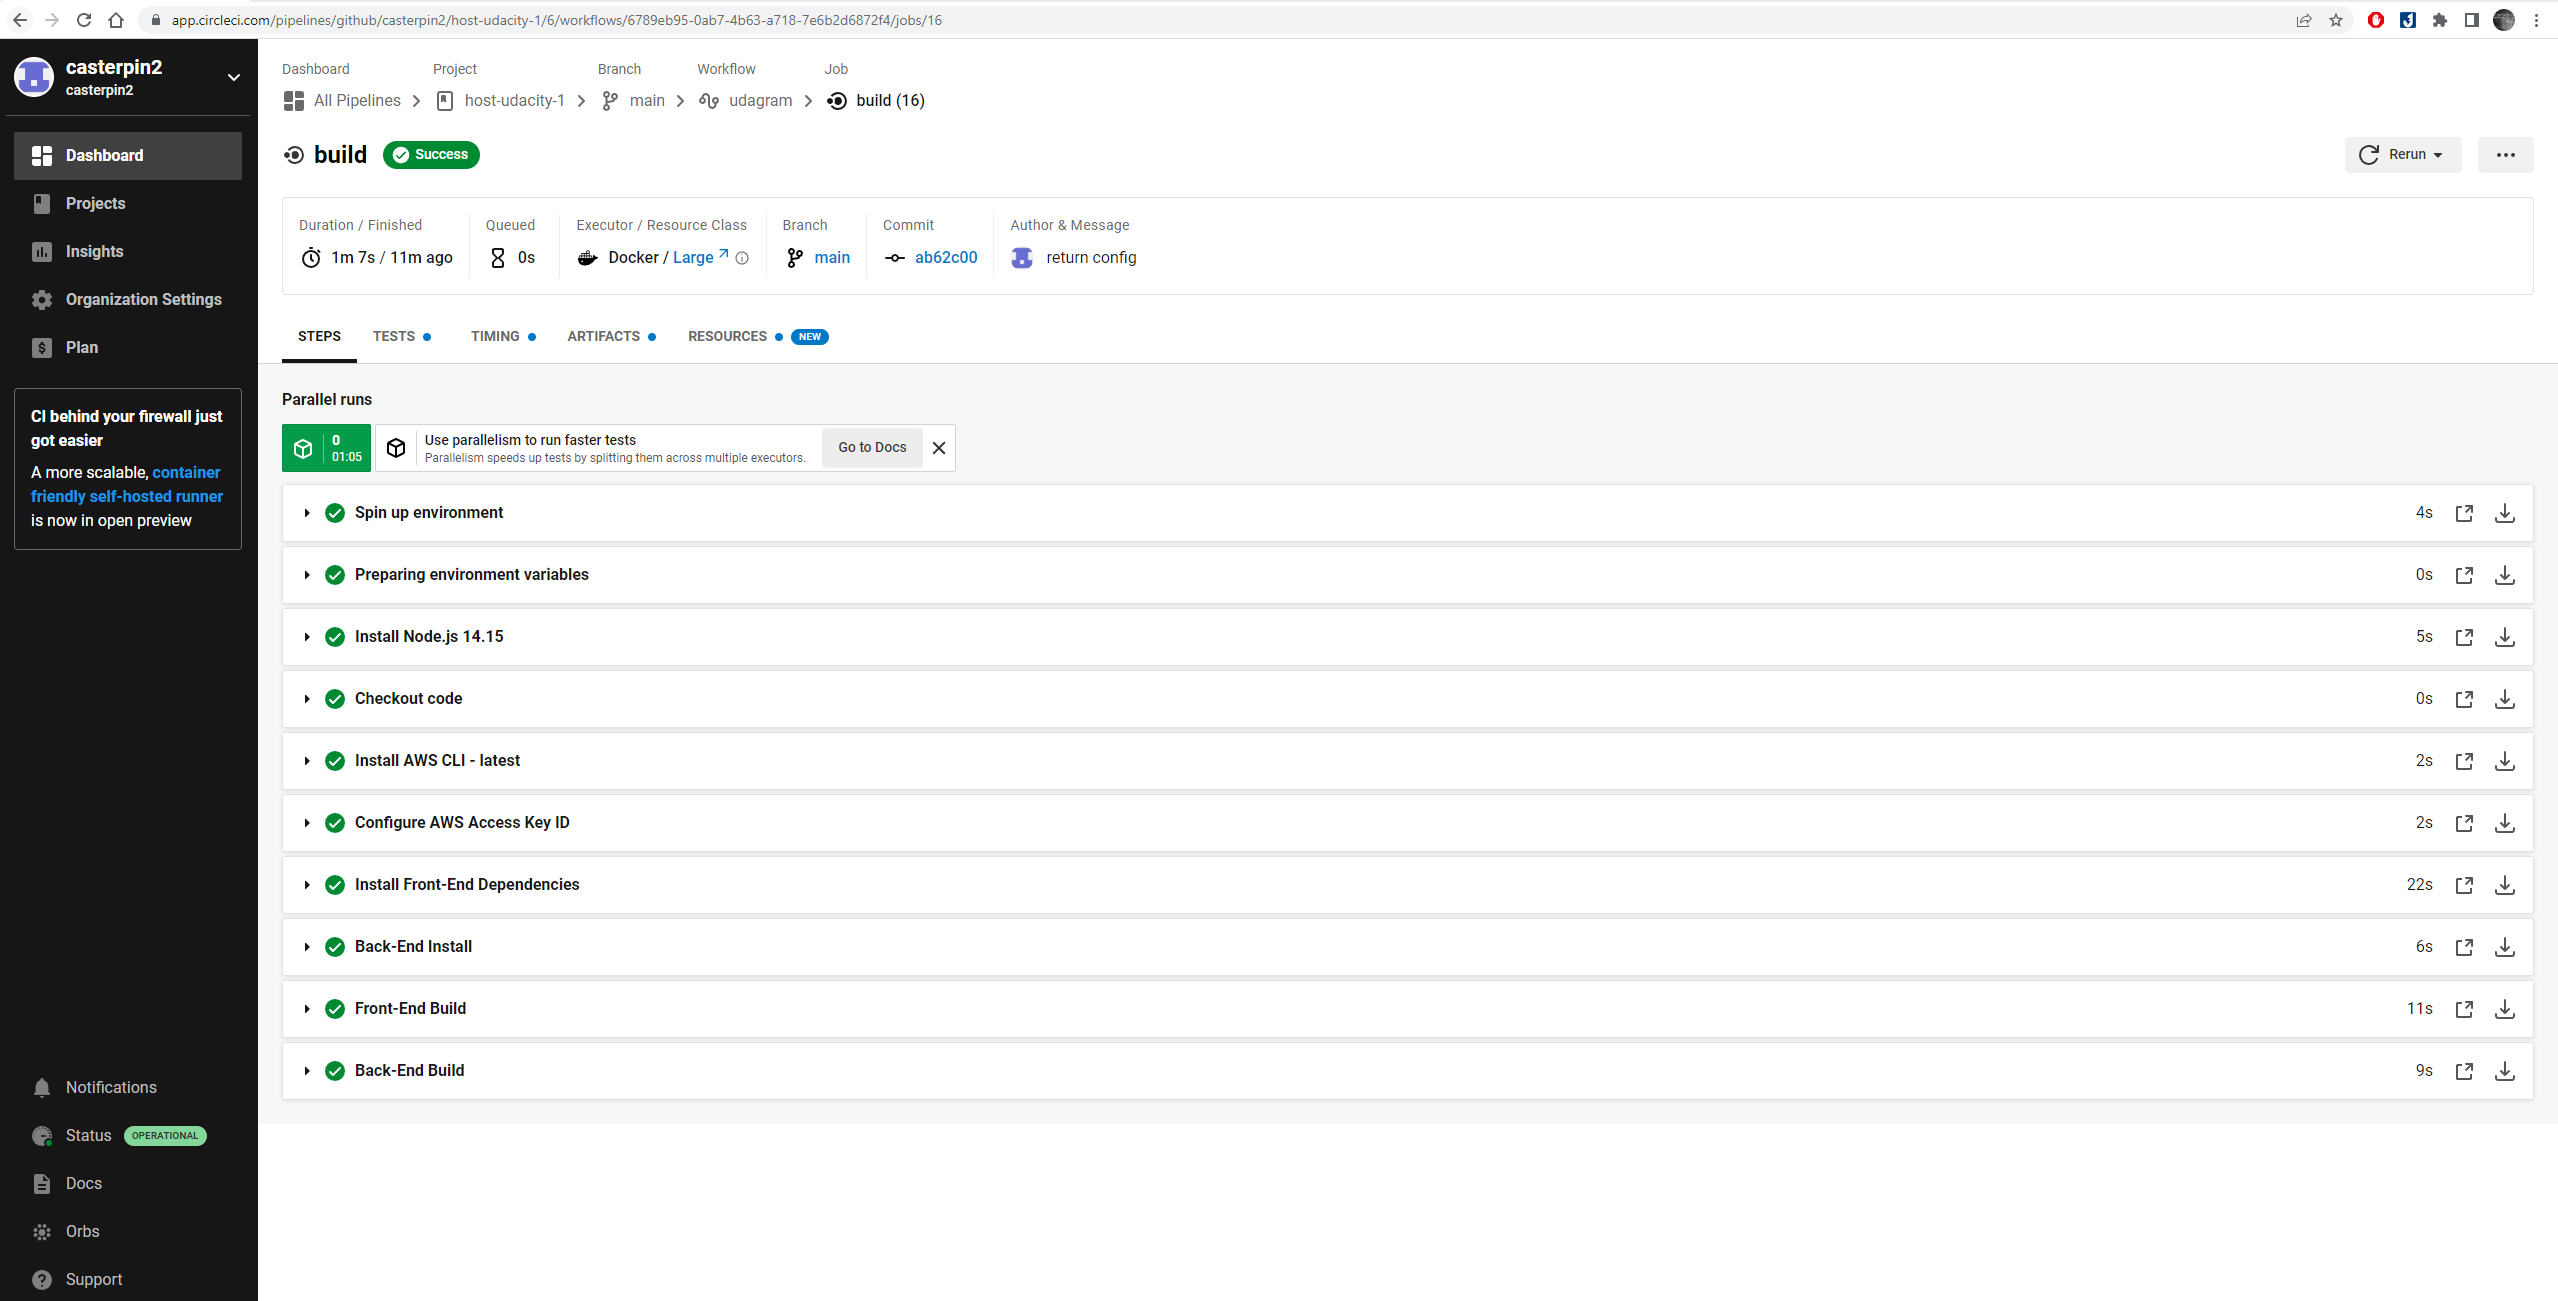 app.circleci.com/pipelines/github/casterpin2/host-udacity-1/6/workflows/6789eb95-0ab7-4b63-a718-7e6b2d6872f4/jobs/16
casterpin2
casterpin2
Dashboard
Projects
Insights
Organization Settings
Plan
CI behind your firewall just
got easier
A more scalable, container
friendly self-hosted runner
is now in open preview
Notifications
Status OPERATIONAL
Docs
Orbs
Support
Dashboard Project Branch Workflow Job
All Pipelines host-udacity-1 main udagram build (16)
build Success
Rerun
Duration / Finished Queued Executor / Resource Class Branch Commit Author & Message
1m 7s / 11m ago 0s Docker / Large main ab62c00 return config
STEPS TESTS TIMING ARTIFACTS RESOURCES NEW
Parallel runs
0
01:05
Use parallelism to run faster tests
Parallelism speeds up tests by splitting them across multiple executors.
Go to Docs
Spin up environment 4s
Preparing environment variables 0s
Install Node.js 14.15 5s
Checkout code 0s
Install AWS CLI - latest 2s
Configure AWS Access Key ID 2s
Install Front-End Dependencies 22s
Back-End Install 6s
Front-End Build 11s
Back-End Build 9s